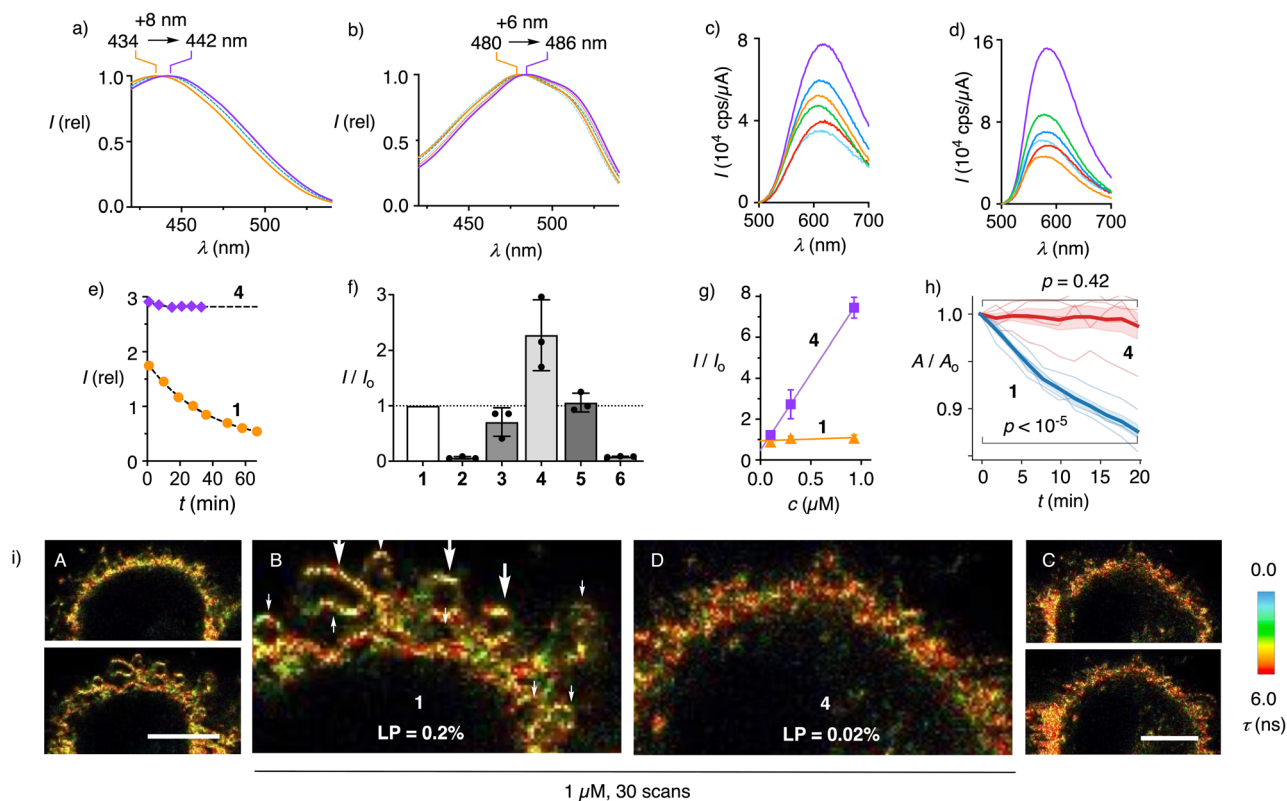 a)
+8 nm
434 → 442 nm
1.0
I (rel)
0.5
0.0
450 500
λ (nm)
b)
+6 nm
480 → 486 nm
1.0
I (rel)
0.5
0.0
450 500
λ (nm)
c)
8
I (10⁴ cps/µA)
4
0
500 600 700
λ (nm)
d)
16
I (10⁴ cps/µA)
8
0
500 600 700
λ (nm)
e)
3
4
2
I (rel)
1
1
0
0 20 40 60
t (min)
f)
4
3
I / Iₒ
2
1
0
1 2 3 4 5 6
g)
8
4
6
I / Iₒ
4
2
1
0
0.0 0.5 1.0
c (µM)
h)
p = 0.42
1.0
4
A / Aₒ
1
0.9
p < 10⁻⁵
0 5 10 15 20
t (min)
i)
A
B
1
LP = 0.2%
D
4
LP = 0.02%
C
0.0
6.0
τ (ns)
1 µM, 30 scans